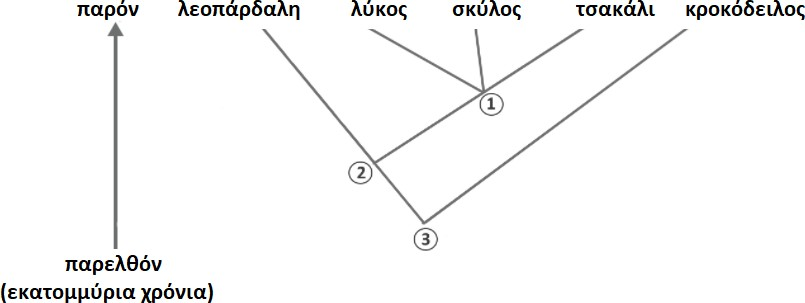 παρόν λεοπάρδαλη λύκος σκύλος τσακάλι κροκόδειλος
1
2
3
παρελθόν
(εκατομμύρια χρόνια)